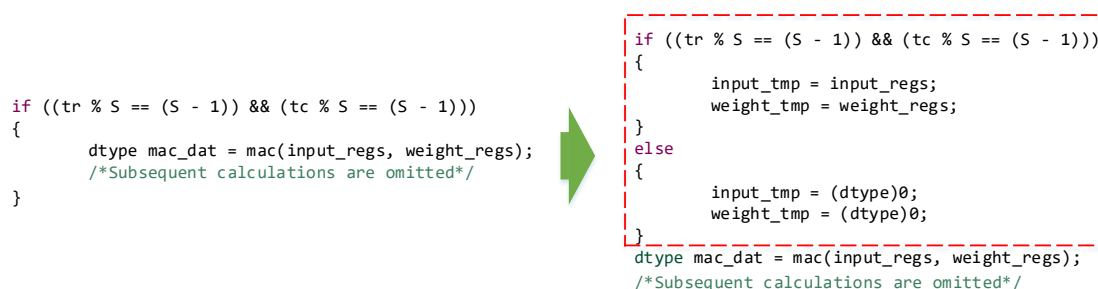 if ((tr % S == (S - 1)) && (tc % S == (S - 1)))
{
dtype mac_dat = mac(input_regs, weight_regs);
/*Subsequent calculations are omitted*/
}
if ((tr % S == (S - 1)) && (tc % S == (S - 1)))
{
input_tmp = input_regs;
weight_tmp = weight_regs;
}
else
{
input_tmp = (dtype)0;
weight_tmp = (dtype)0;
}
dtype mac_dat = mac(input_regs, weight_regs);
/*Subsequent calculations are omitted*/